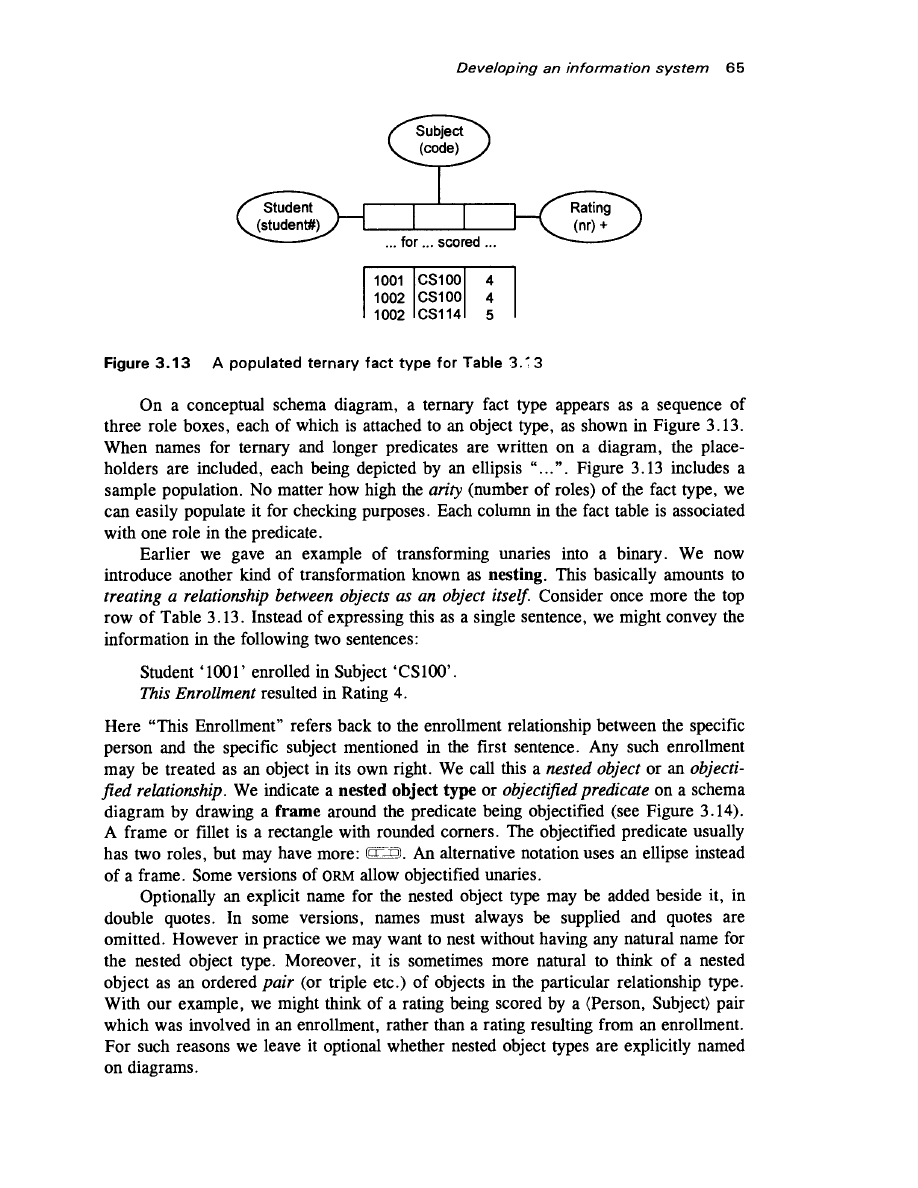 Developing an information system 65
Subject
(code)
Student
(student#)
Rating
(nr) +
... for ... scored ...
1001 CS100 4
1002 CS100 4
1002 CS114 5
Figure 3.13 A populated ternary fact type for Table 3.13
On a conceptual schema diagram, a ternary fact type appears as a sequence of
three role boxes, each of which is attached to an object type, as shown in Figure 3.13.
When names for ternary and longer predicates are written on a diagram, the place-
holders are included, each being depicted by an ellipsis “...”. Figure 3.13 includes a
sample population. No matter how high the arity (number of roles) of the fact type, we
can easily populate it for checking purposes. Each column in the fact table is associated
with one role in the predicate.
Earlier we gave an example of transforming unaries into a binary. We now
introduce another kind of transformation known as nesting. This basically amounts to
treating a relationship between objects as an object itself. Consider once more the top
row of Table 3.13. Instead of expressing this as a single sentence, we might convey the
information in the following two sentences:
Student ‘1001’ enrolled in Subject ‘CS100’.
This Enrollment resulted in Rating 4.
Here “This Enrollment” refers back to the enrollment relationship between the specific
person and the specific subject mentioned in the first sentence. Any such enrollment
may be treated as an object in its own right. We call this a nested object or an objecti-
fied relationship. We indicate a nested object type or objectified predicate on a schema
diagram by drawing a frame around the predicate being objectified (see Figure 3.14).
A frame or fillet is a rectangle with rounded corners. The objectified predicate usually
has two roles, but may have more: . An alternative notation uses an ellipse instead
of a frame. Some versions of ORM allow objectified unaries.
Optionally an explicit name for the nested object type may be added beside it, in
double quotes. In some versions, names must always be supplied and quotes are
omitted. However in practice we may want to nest without having any natural name for
the nested object type. Moreover, it is sometimes more natural to think of a nested
object as an ordered pair (or triple etc.) of objects in the particular relationship type.
With our example, we might think of a rating being scored by a (Person, Subject) pair
which was involved in an enrollment, rather than a rating resulting from an enrollment.
For such reasons we leave it optional whether nested object types are explicitly named
on diagrams.